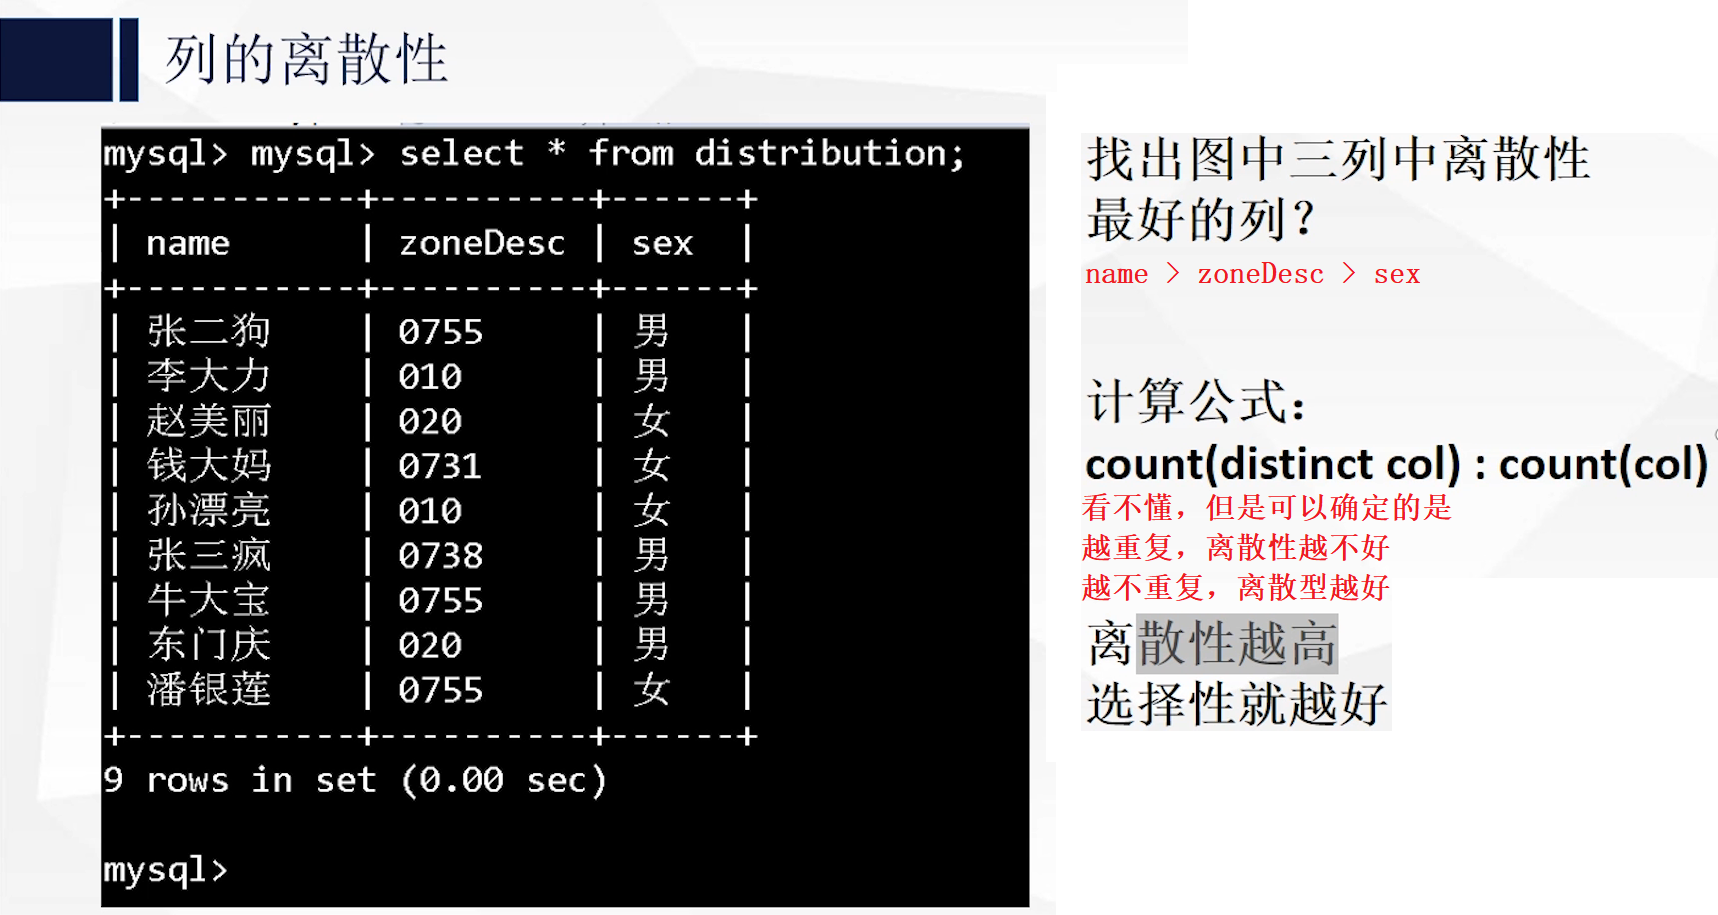 列的离散性
mysql> mysql> select * from distribution;
+-----------+----------+------+
| name | zoneDesc | sex |
+-----------+----------+------+
| 张二狗 | 0755 | 男 |
| 李大力 | 010 | 男 |
| 赵美丽 | 020 | 女 |
| 钱大妈 | 0731 | 女 |
| 孙漂亮 | 010 | 女 |
| 张三疯 | 0738 | 男 |
| 牛大宝 | 0755 | 男 |
| 东门庆 | 020 | 男 |
| 潘银莲 | 0755 | 女 |
+-----------+----------+------+
9 rows in set (0.00 sec)
mysql>
找出图中三列中离散性
最好的列？
name > zoneDesc > sex
计算公式：
count(distinct col) : count(col)
看不懂，但是可以确定的是
越重复，离散性越不好
越不重复，离散型越好
离散性越高
选择性就越好